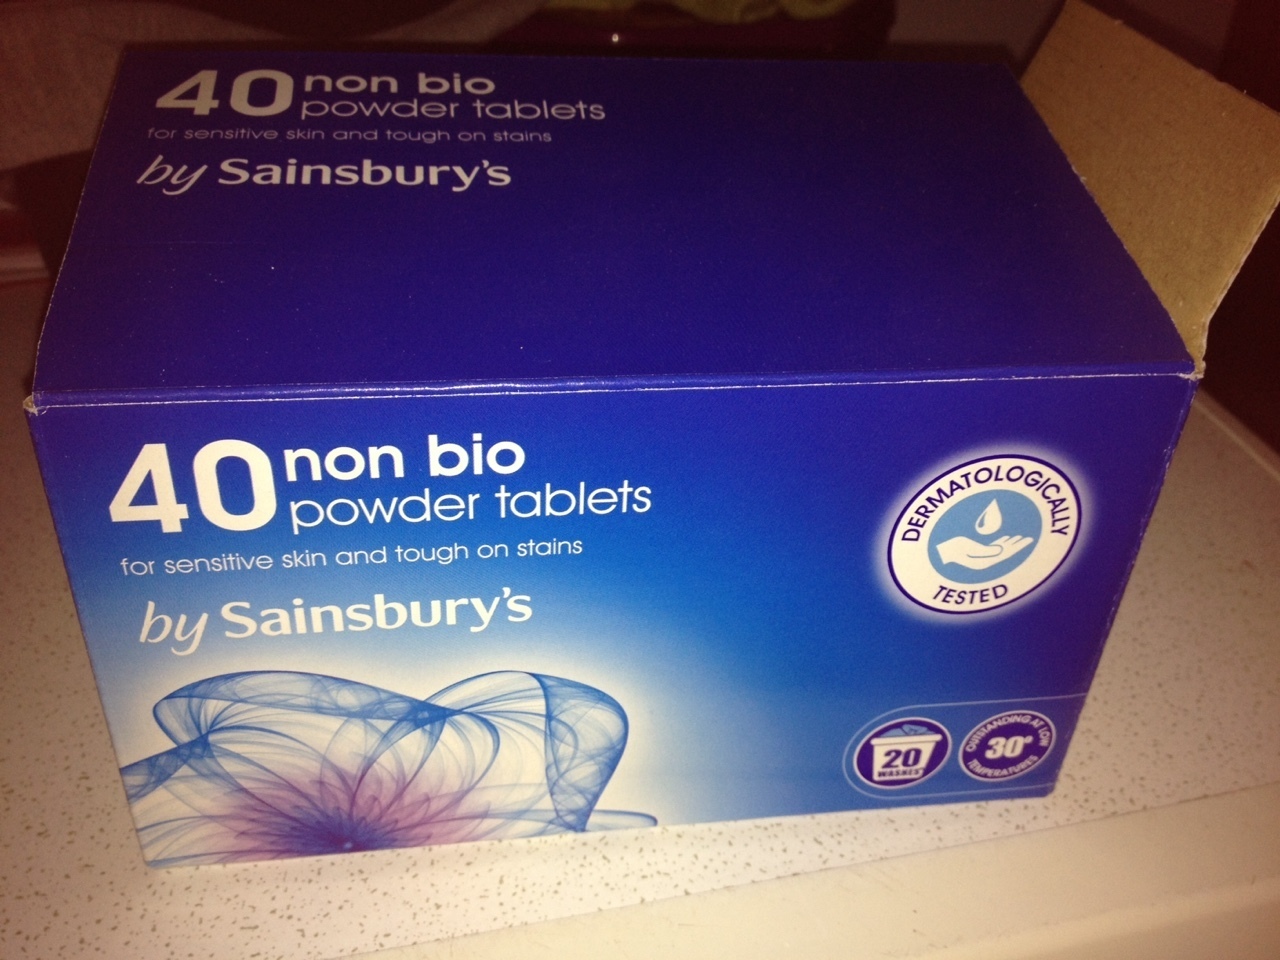 40 non bio
powder tablets
for sensitive skin and tough on stains
by Sainsbury's
40 non bio
powder tablets
for sensitive skin and tough on stains
by Sainsbury's
DERMATOLOGICALLY
TESTED
20
WASHES
OUTSTANDING AT LOW
30°
TEMPERATURES